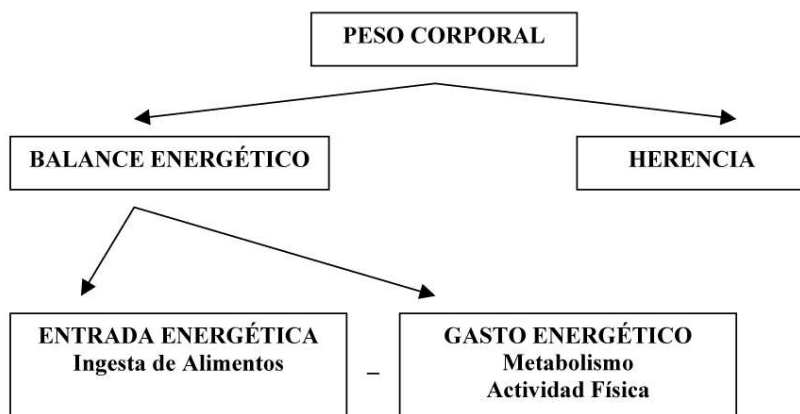 PESO CORPORAL
BALANCE ENERGÉTICO
HERENCIA
ENTRADA ENERGÉTICA
Ingesta de Alimentos
–
GASTO ENERGÉTICO
Metabolismo
Actividad Física